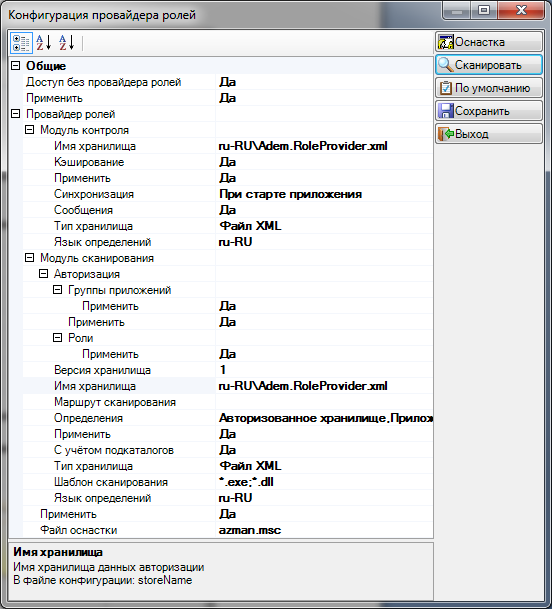 Конфигурация провайдера ролей
Оснастка
Сканировать
По умолчанию
Сохранить
Выход
Общие
Доступ без провайдера ролей Да
Применить Да
Провайдер ролей
Модуль контроля
Имя хранилища ru-RU\Adem.RoleProvider.xml
Кэширование Да
Применить Да
Синхронизация При старте приложения
Сообщения Да
Тип хранилища Файл XML
Язык определений ru-RU
Модуль сканирования
Авторизация
Группы приложений
Применить Да
Применить Да
Роли
Применить Да
Версия хранилища 1
Имя хранилища ru-RU\Adem.RoleProvider.xml
Маршрут сканирования
Определения Авторизованное хранилище,Прилож
Применить Да
С учётом подкаталогов Да
Тип хранилища Файл XML
Шаблон сканирования *.exe;*.dll
Язык определений ru-RU
Применить Да
Файл оснастки azman.msc
Имя хранилища
Имя хранилища данных авторизации
В файле конфигурации: storeName